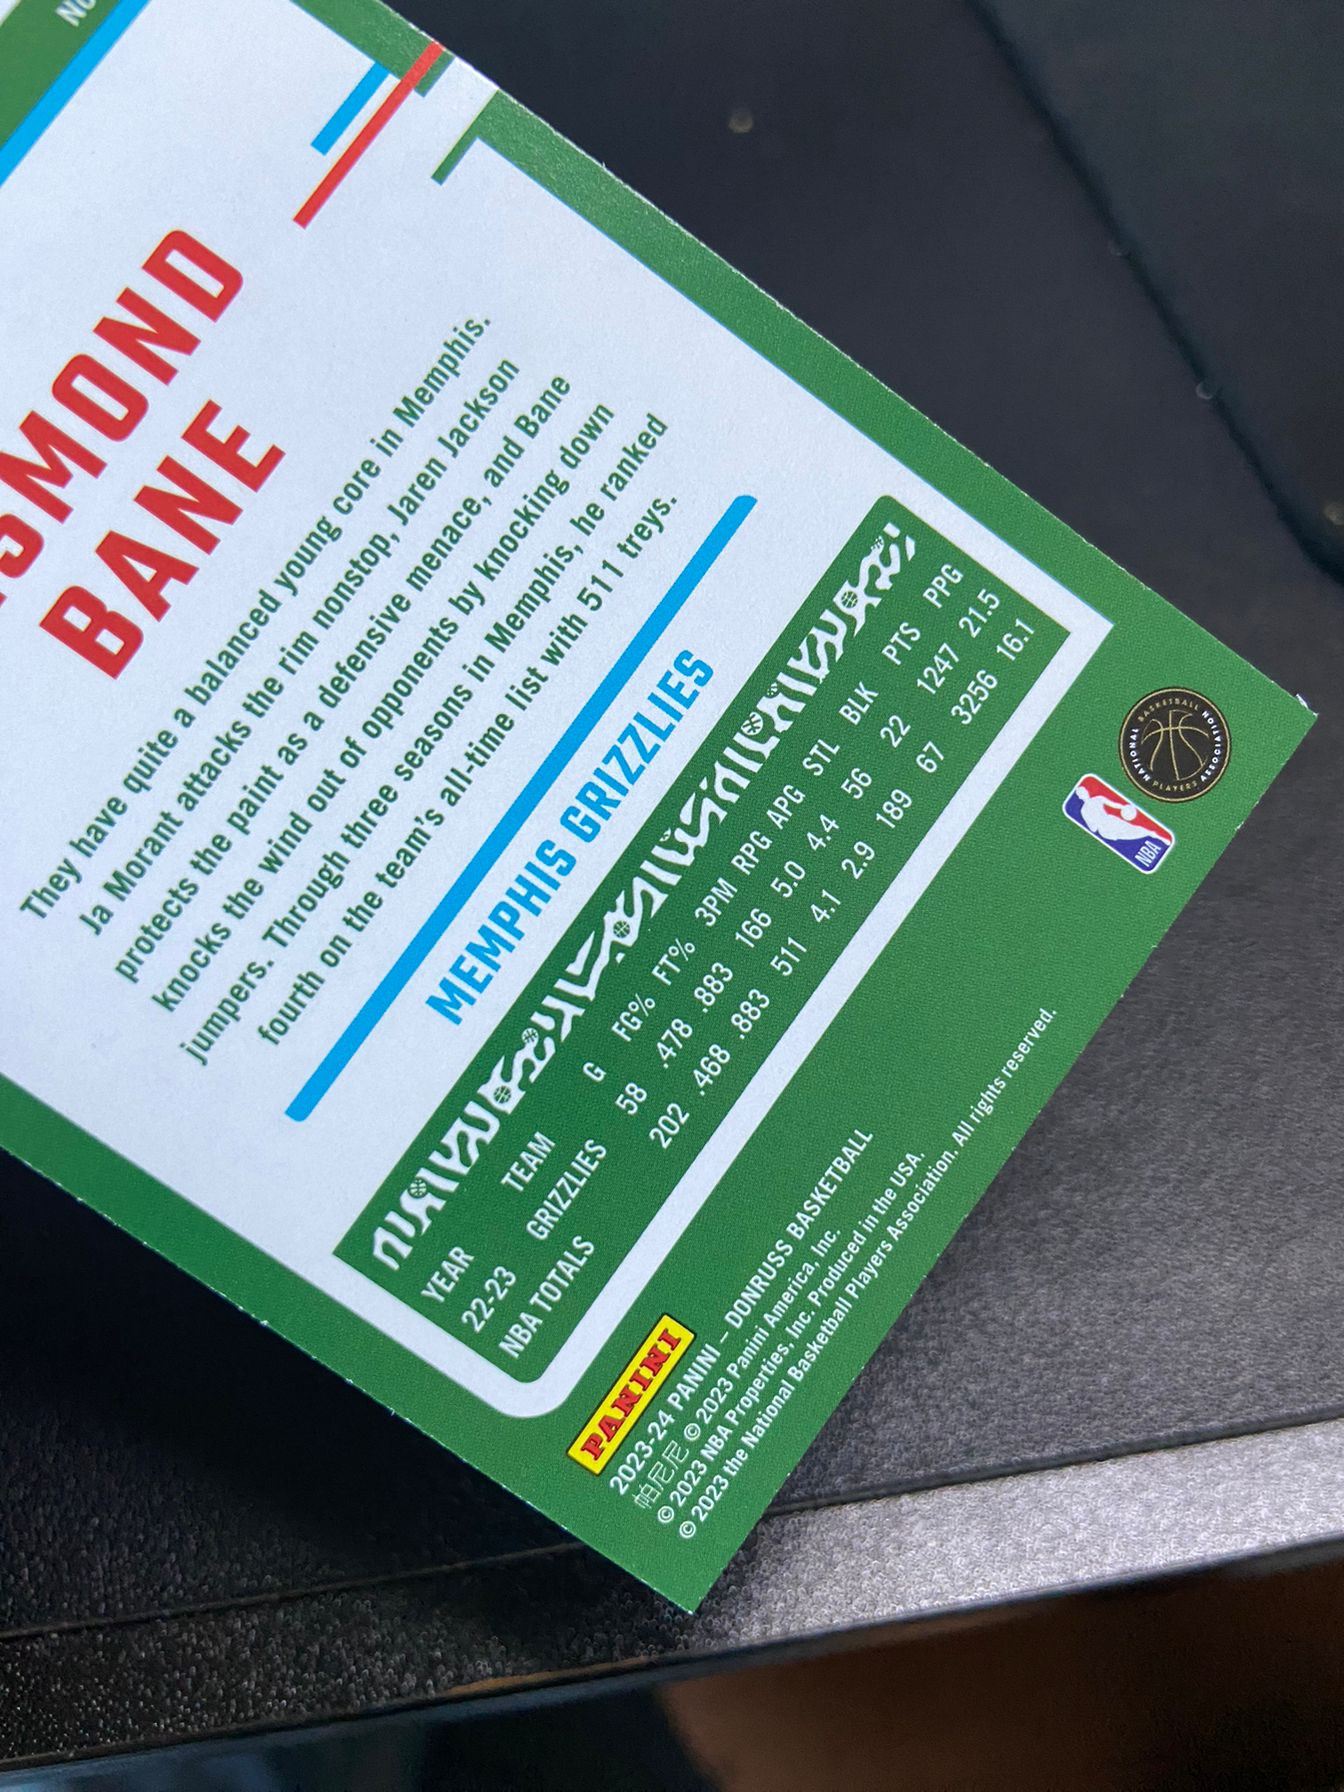 No
SMOND
BANE
They have quite a balanced young core in Memphis.
Ja Morant attacks the rim nonstop, Jaren Jackson
protects the paint as a defensive menace, and Bane
knocks the wind out of opponents by knocking down
jumpers. Through three seasons in Memphis, he ranked
fourth on the team's all-time list with 511 treys.
MEMPHIS GRIZZLIES
YEAR TEAM G FG% FT% 3PM RPG APG STL BLK PTS PPG
22-23 GRIZZLIES 58 .478 .883 166 5.0 4.4 56 22 1247 21.5
NBA TOTALS 202 .468 .883 511 4.1 2.9 189 67 3256 16.1
PANINI
2023-24 PANINI – DONRUSS BASKETBALL
帕尼尼 © 2023 Panini America, Inc.
© 2023 NBA Properties, Inc. Produced in the USA.
© 2023 the National Basketball Players Association. All rights reserved.
NBA
NATIONAL BASKETBALL PLAYERS ASSOCIATION